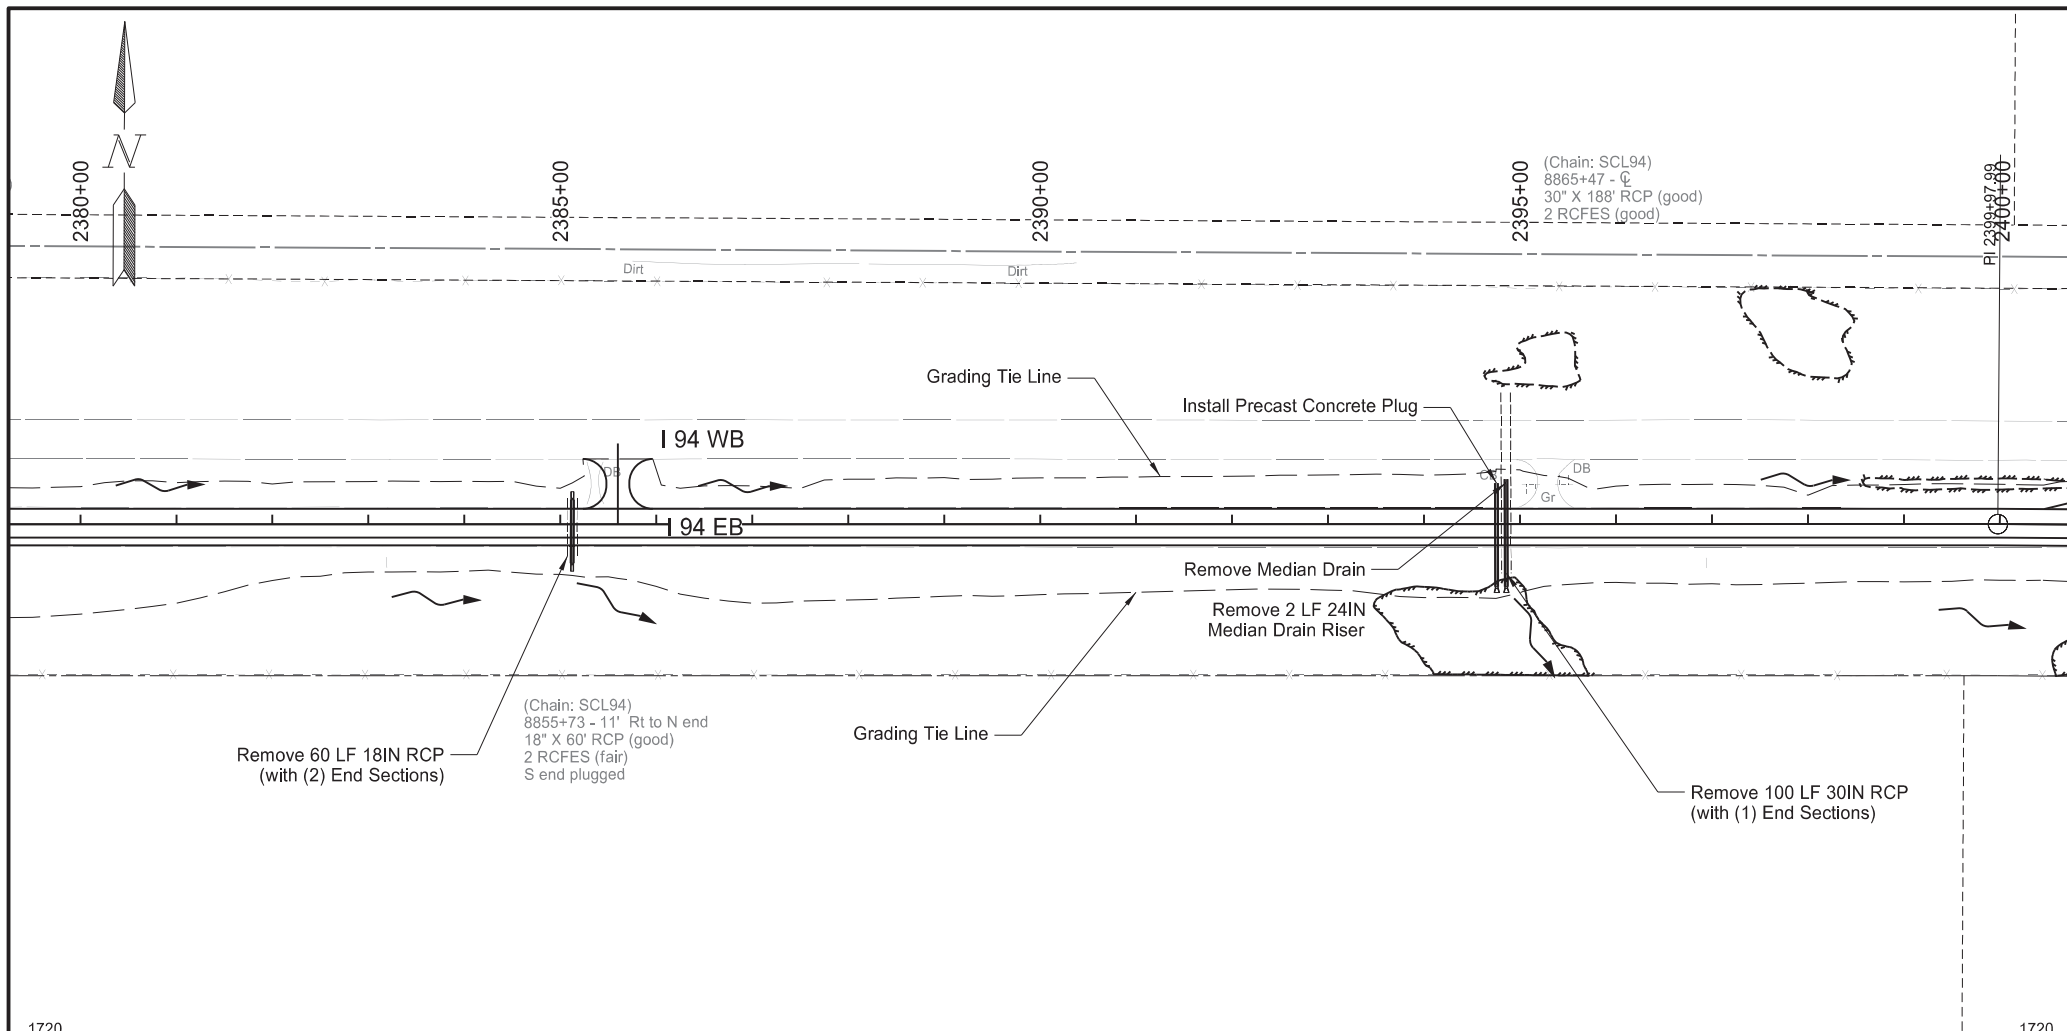 N
2380+00
2385+00
2390+00
2395+00
PI 2399+97.99
2400+00
(Chain: SCL94)
8865+47 - ℄
30" X 188' RCP (good)
2 RCFES (good)
Dirt
Dirt
Grading Tie Line
Install Precast Concrete Plug
I 94 WB
DB
DB
Gr
I 94 EB
Remove Median Drain
Remove 2 LF 24IN
Median Drain Riser
(Chain: SCL94)
8855+73 - 11' Rt to N end
18" X 60' RCP (good)
2 RCFES (fair)
S end plugged
Remove 60 LF 18IN RCP
(with (2) End Sections)
Grading Tie Line
Remove 100 LF 30IN RCP
(with (1) End Sections)
1720
1720